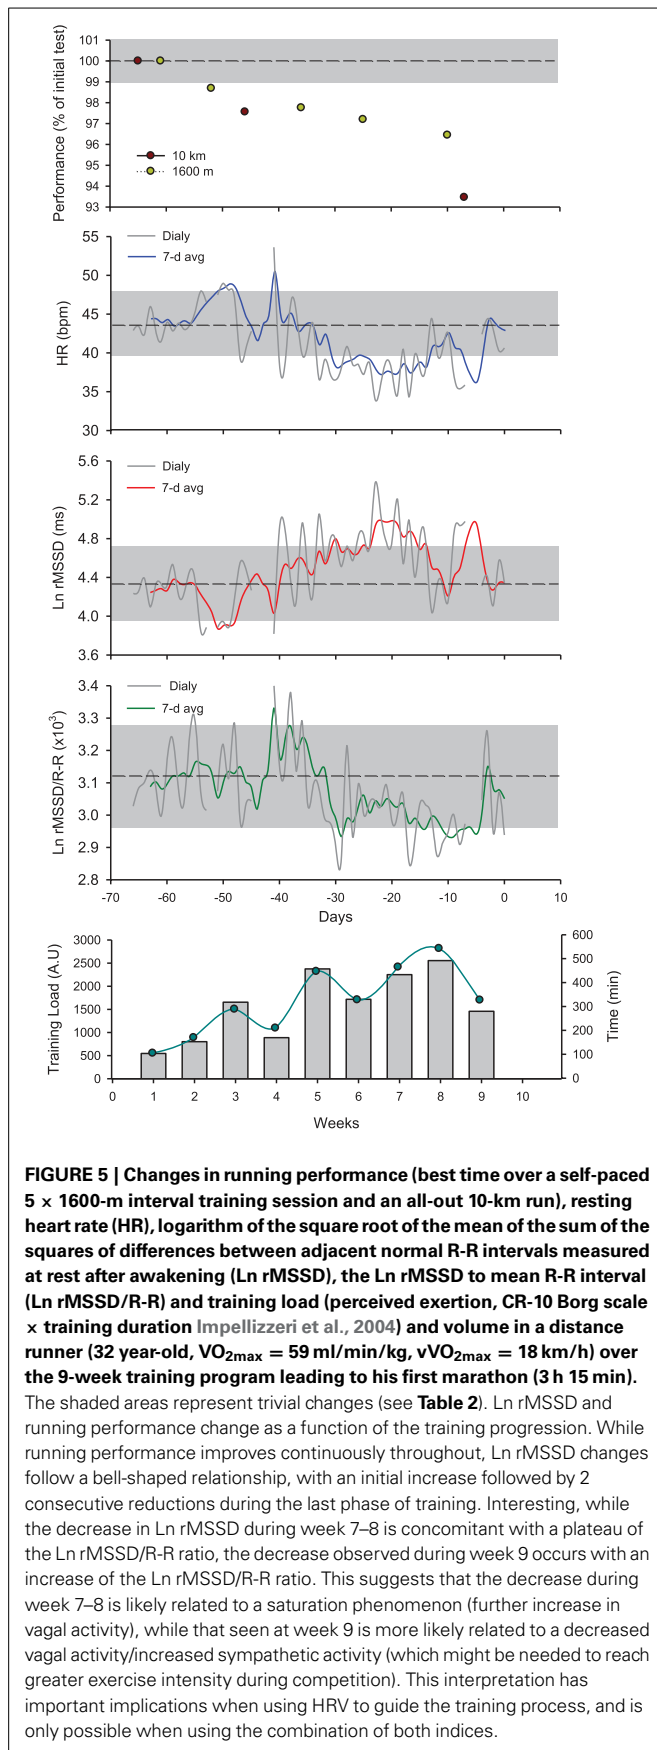 101
100
99
98
97
96
95
94
93
Performance (% of initial test)
10 km
1600 m
55
50
45
40
35
30
HR (bpm)
Dialy
7-d avg
5.6
5.2
4.8
4.4
4.0
3.6
Ln rMSSD (ms)
Dialy
7-d avg
3.4
3.3
3.2
3.1
3.0
2.9
2.8
Ln rMSSD/R-R (x10³)
Dialy
7-d avg
-70 -60 -50 -40 -30 -20 -10 0 10
Days
3000
2500
2000
1500
1000
500
0
Training Load (A.U)
600
500
400
300
200
100
0
Time (min)
0 1 2 3 4 5 6 7 8 9 10
Weeks
FIGURE 5 | Changes in running performance (best time over a self-paced
5 × 1600-m interval training session and an all-out 10-km run), resting
heart rate (HR), logarithm of the square root of the mean of the sum of the
squares of differences between adjacent normal R-R intervals measured
at rest after awakening (Ln rMSSD), the Ln rMSSD to mean R-R interval
(Ln rMSSD/R-R) and training load (perceived exertion, CR-10 Borg scale
× training duration Impellizzeri et al., 2004) and volume in a distance
runner (32 year-old, VO₂max = 59 ml/min/kg, vVO₂max = 18 km/h) over
the 9-week training program leading to his first marathon (3 h 15 min).
The shaded areas represent trivial changes (see Table 2). Ln rMSSD and
running performance change as a function of the training progression. While
running performance improves continuously throughout, Ln rMSSD changes
follow a bell-shaped relationship, with an initial increase followed by 2
consecutive reductions during the last phase of training. Interesting, while
the decrease in Ln rMSSD during week 7–8 is concomitant with a plateau of
the Ln rMSSD/R-R ratio, the decrease observed during week 9 occurs with an
increase of the Ln rMSSD/R-R ratio. This suggests that the decrease during
week 7–8 is likely related to a saturation phenomenon (further increase in
vagal activity), while that seen at week 9 is more likely related to a decreased
vagal activity/increased sympathetic activity (which might be needed to reach
greater exercise intensity during competition). This interpretation has
important implications when using HRV to guide the training process, and is
only possible when using the combination of both indices.